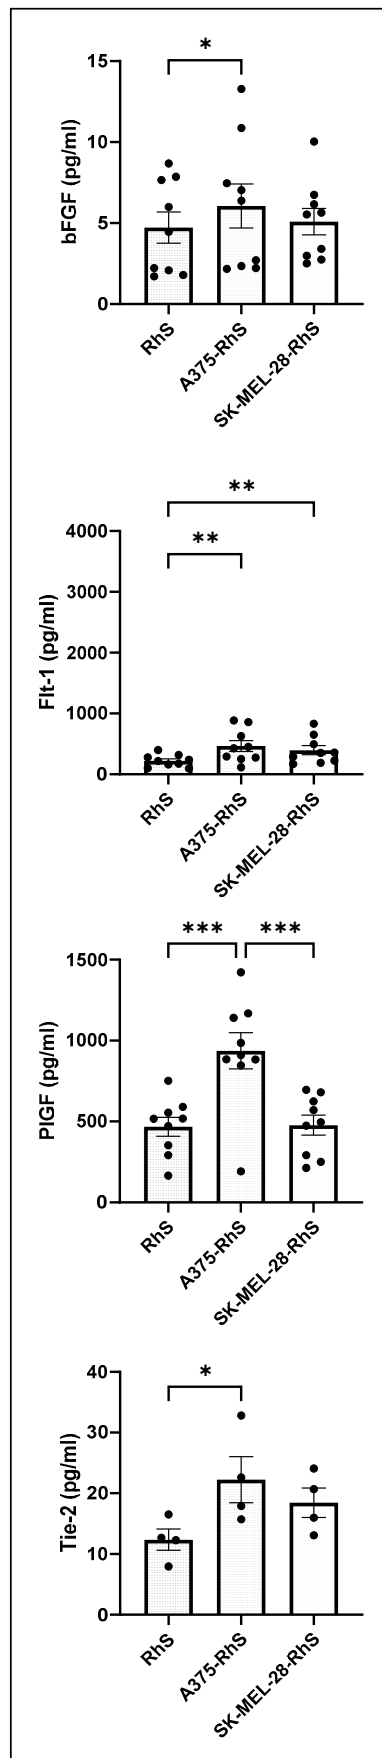 *
15
10
5
0
bFGF (pg/ml)
RhS
A375-RhS
SK-MEL-28-RhS
**
**
4000
3000
2000
1000
0
Flt-1 (pg/ml)
RhS
A375-RhS
SK-MEL-28-RhS
*** ***
1500
1000
500
0
PlGF (pg/ml)
RhS
A375-RhS
SK-MEL-28-RhS
*
40
30
20
10
0
Tie-2 (pg/ml)
RhS
A375-RhS
SK-MEL-28-RhS